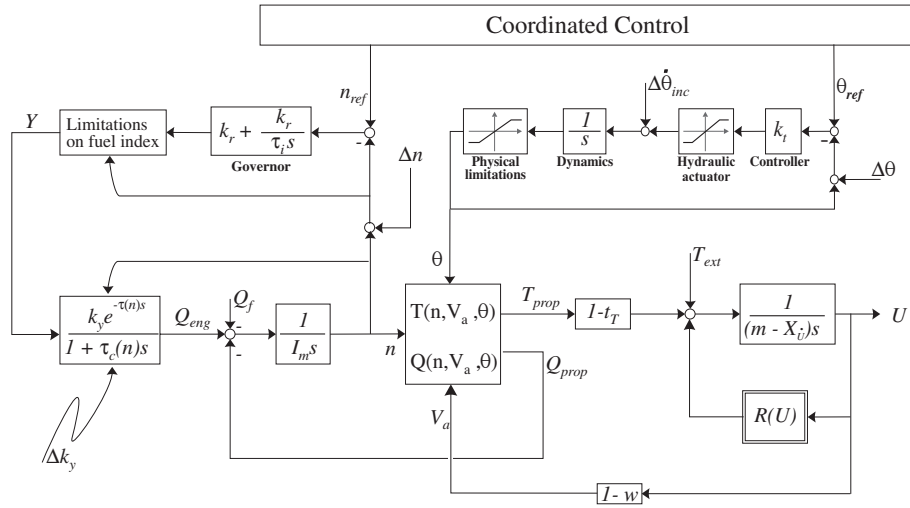 Coordinated Control
n_ref
θ_ref
Δθ̇_inc
Y
Limitations
on fuel index
k_r + k_r / τ_i s
Governor
-
Δn
Physical
limitations
1 / s
Dynamics
Hydraulic
actuator
k_t
Controller
-
Δθ
θ
k_y e^-τ(n)s / 1 + τ_c(n)s
Q_eng
Q_f
-
-
1 / I_m s
n
T(n,V_a,θ)
Q(n,V_a,θ)
T_prop
Q_prop
1-t_T
T_ext
1 / (m - X_U̇)s
U
R(U)
V_a
1- w
Δk_y